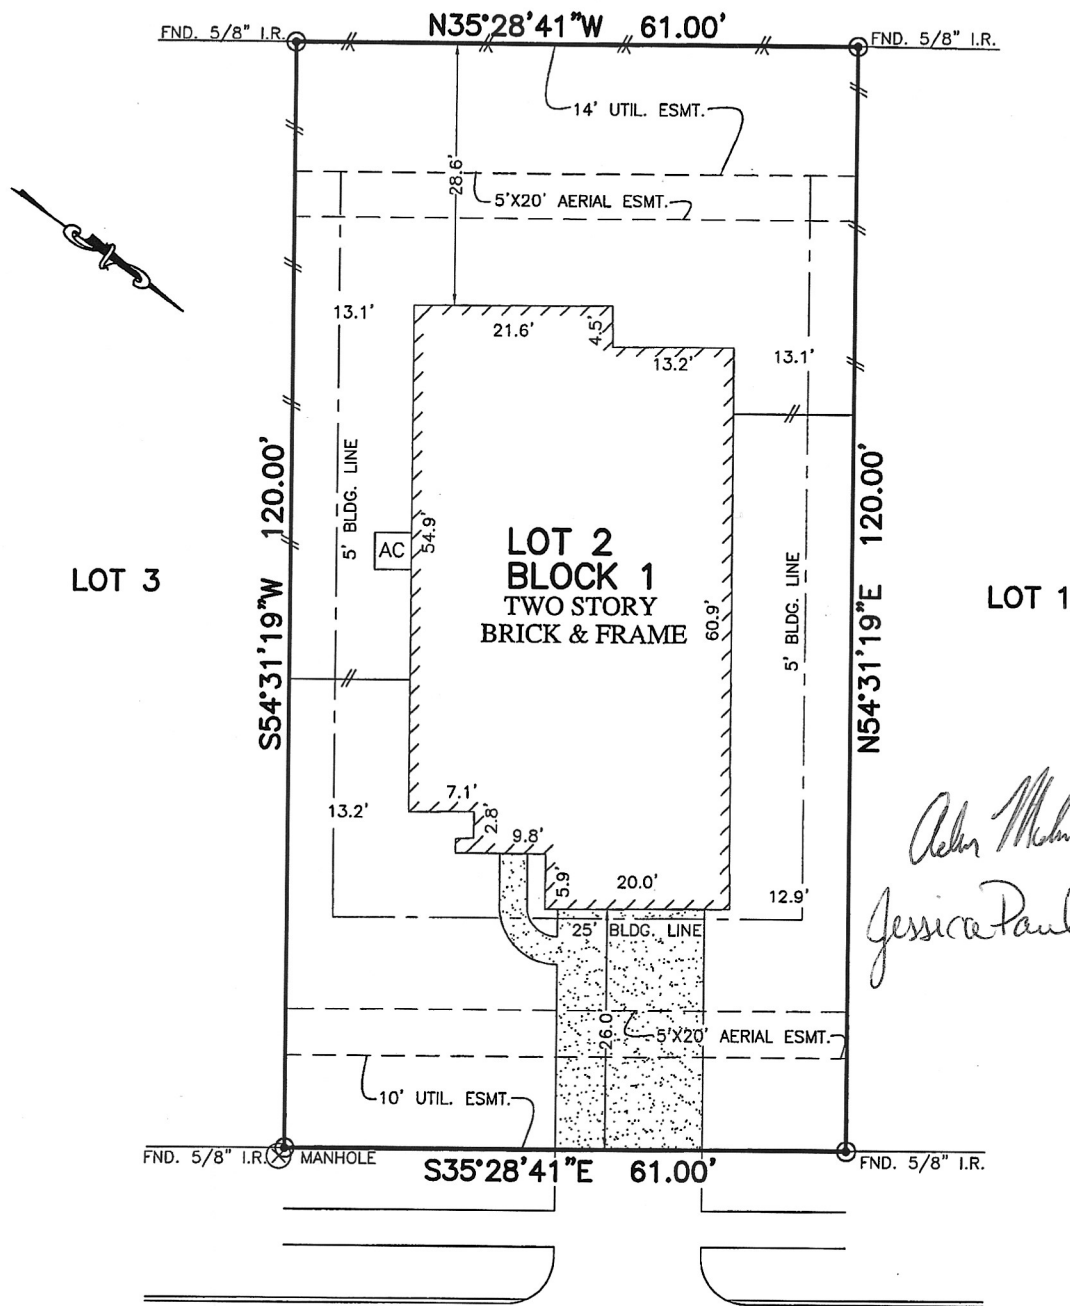 N35°28'41"W 61.00'
FND. 5/8" I.R.
FND. 5/8" I.R.
14' UTIL. ESMT.
28.6'
5'X20' AERIAL ESMT.
13.1'
21.6'
4.5'
13.2'
13.1'
S54°31'19"W 120.00'
5' BLDG. LINE
54.9'
AC
LOT 2
BLOCK 1
TWO STORY
BRICK & FRAME
60.9'
5' BLDG. LINE
N54°31'19"E 120.00'
LOT 3
LOT 1
13.2'
7.1'
2.8'
9.8'
5.9'
20.0'
12.9'
Jessica
25' BLDG. LINE
26.0
5'X20' AERIAL ESMT.
10' UTIL. ESMT.
FND. 5/8" I.R.
MANHOLE
S35°28'41"E 61.00'
FND. 5/8" I.R.